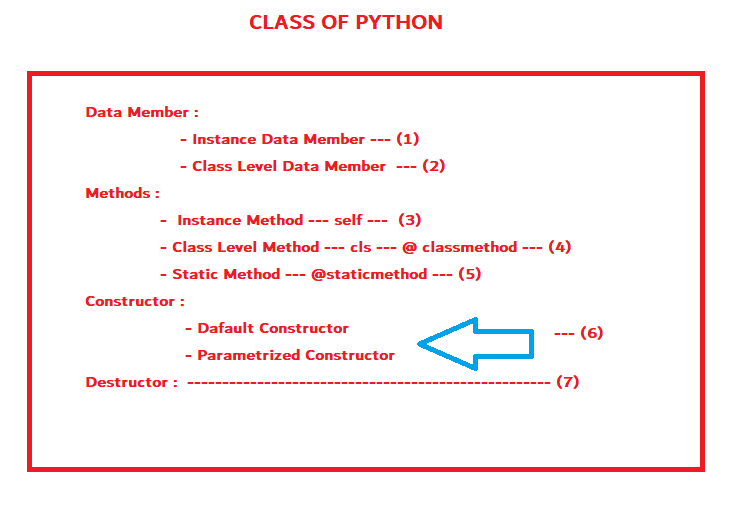 CLASS OF PYTHON
Data Member :
- Instance Data Member --- (1)
- Class Level Data Member --- (2)
Methods :
- Instance Method --- self --- (3)
- Class Level Method --- cls --- @ classmethod --- (4)
- Static Method --- @staticmethod --- (5)
Constructor :
- Dafault Constructor
--- (6)
- Parametrized Constructor
Destructor : ---------------------------------------------------- (7)